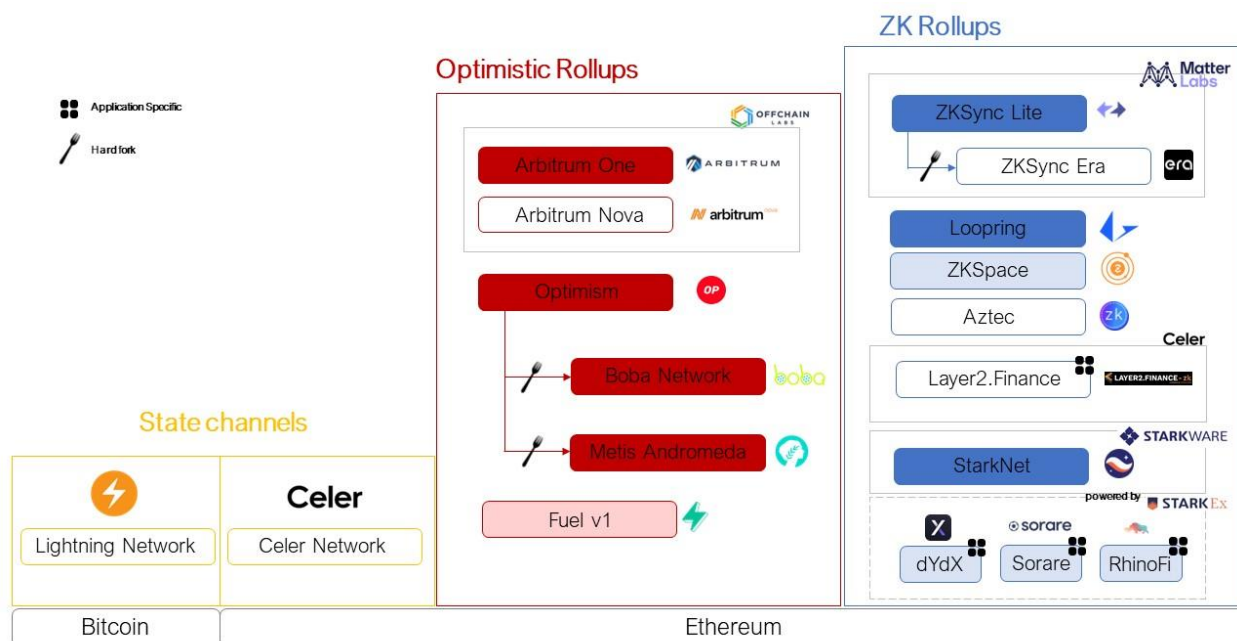 ZK Rollups
Optimistic Rollups
Application Specific
Hard fork
OFFCHAIN
LABS
Arbitrum One
ARBITRUM
Arbitrum Nova
arbitrum
Optimism
OP
Boba Network
boba
Metis Andromeda
Fuel v1
Matter
Labs
ZKSync Lite
ZKSync Era
era
Loopring
ZKSpace
Z
Aztec
zk
Celer
Layer2.Finance
LAYER2.FINANCE-zk
STARKWARE
StarkNet
powered by
STARKEx
X
sorare
dYdX
Sorare
RhinoFi
State channels
Celer
Lightning Network
Celer Network
Bitcoin
Ethereum